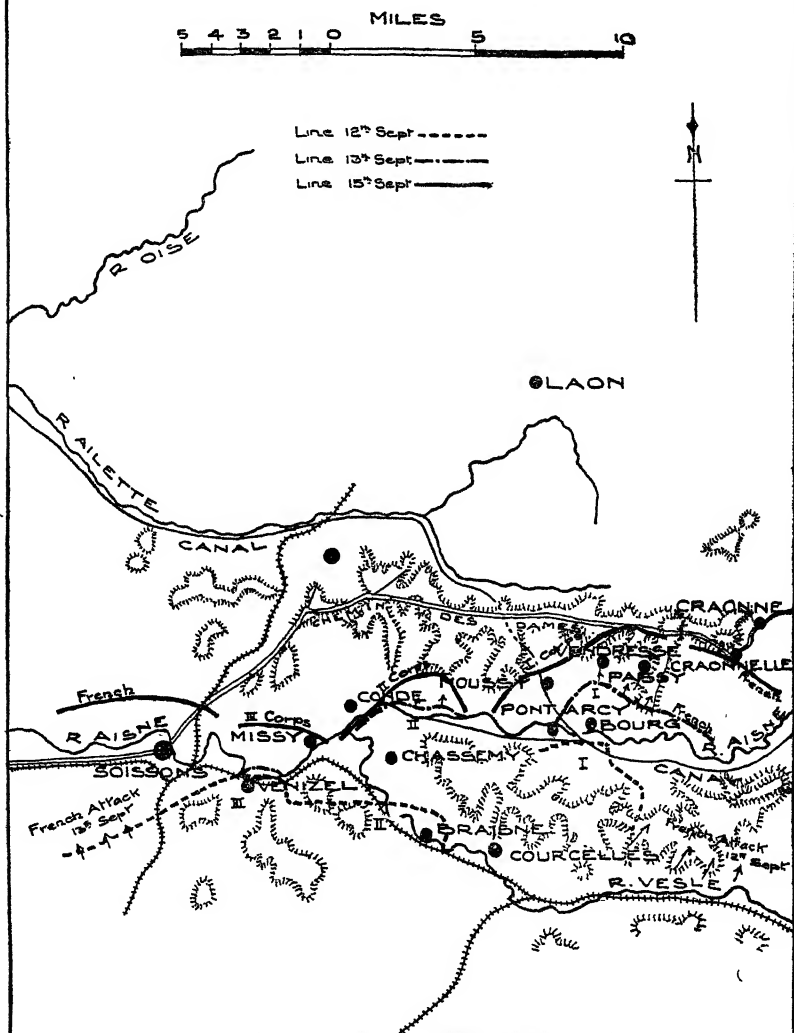 MILES
5 4 3 2 1 0 5 10
Line 12th Sept
Line 13th Sept
Line 15th Sept
N
R OISE
LAON
R AILETTE
CANAL
CHEMIN DES DAMES
CRAONNE
VENDRESSE
CRAONNELLE
PAISSY
I Corps
II Corps
MOUSSEY
French
CONDE
III Corps
MISSY
II
PONT ARCY
I
BOURG
French
French
R AISNE
R. AISNE
SOISSONS
CHASSEMY
I
CANAL
VENIZEL
III
French Attack
13th Sept
II
BRAISNE
COURCELLES
French Attack
12th Sept
R. VESLE